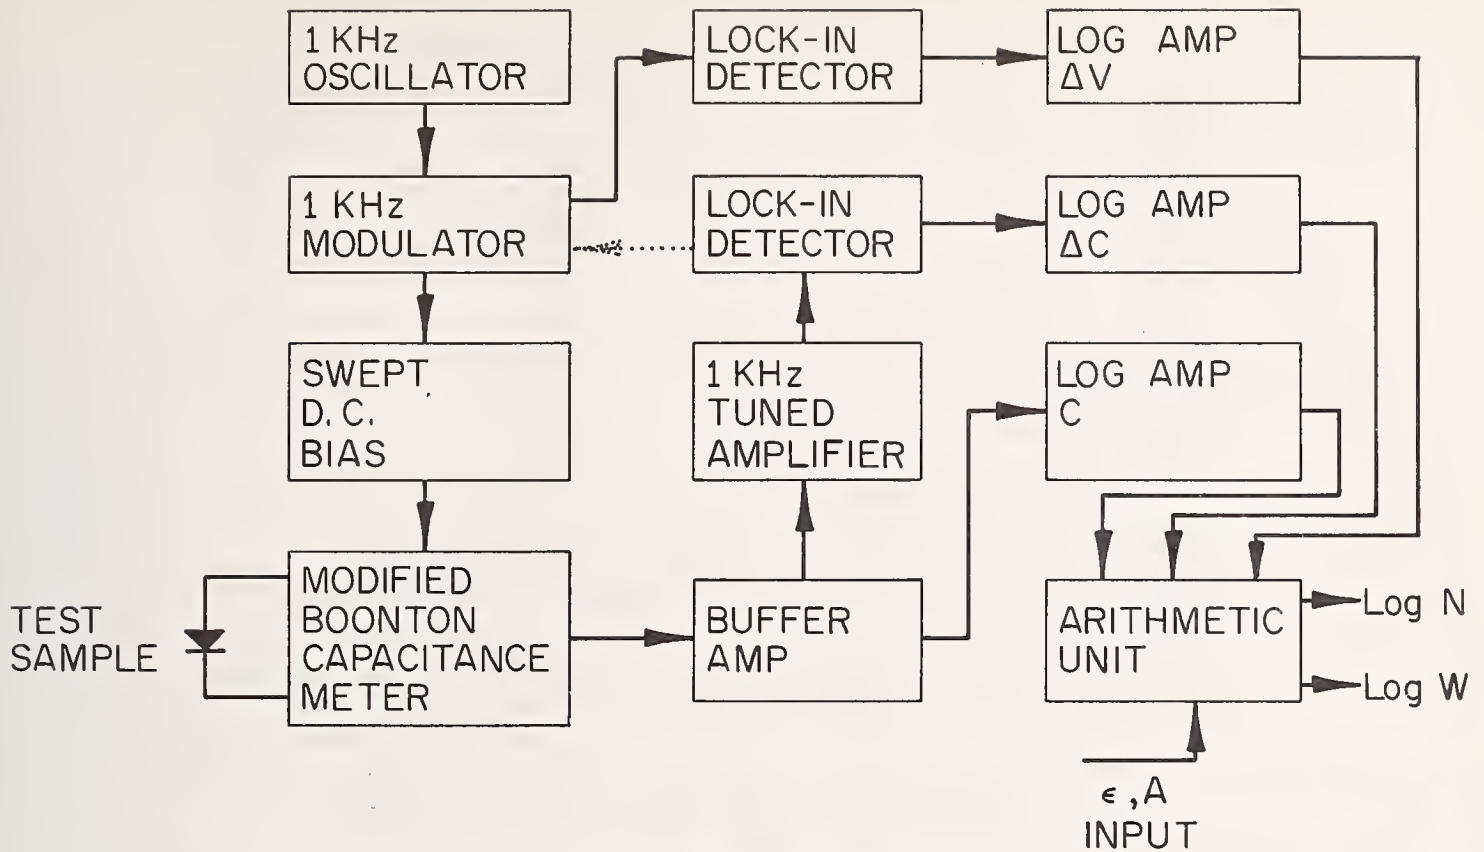 1 KHz
OSCILLATOR
LOCK-IN
DETECTOR
LOG AMP
ΔV
1 KHz
MODULATOR
LOCK-IN
DETECTOR
LOG AMP
ΔC
SWEPT
D.C.
BIAS
1 KHz
TUNED
AMPLIFIER
LOG AMP
C
TEST
SAMPLE
MODIFIED
BOONTON
CAPACITANCE
METER
BUFFER
AMP
ARITHMETIC
UNIT
Log N
Log W
ϵ,A
INPUT